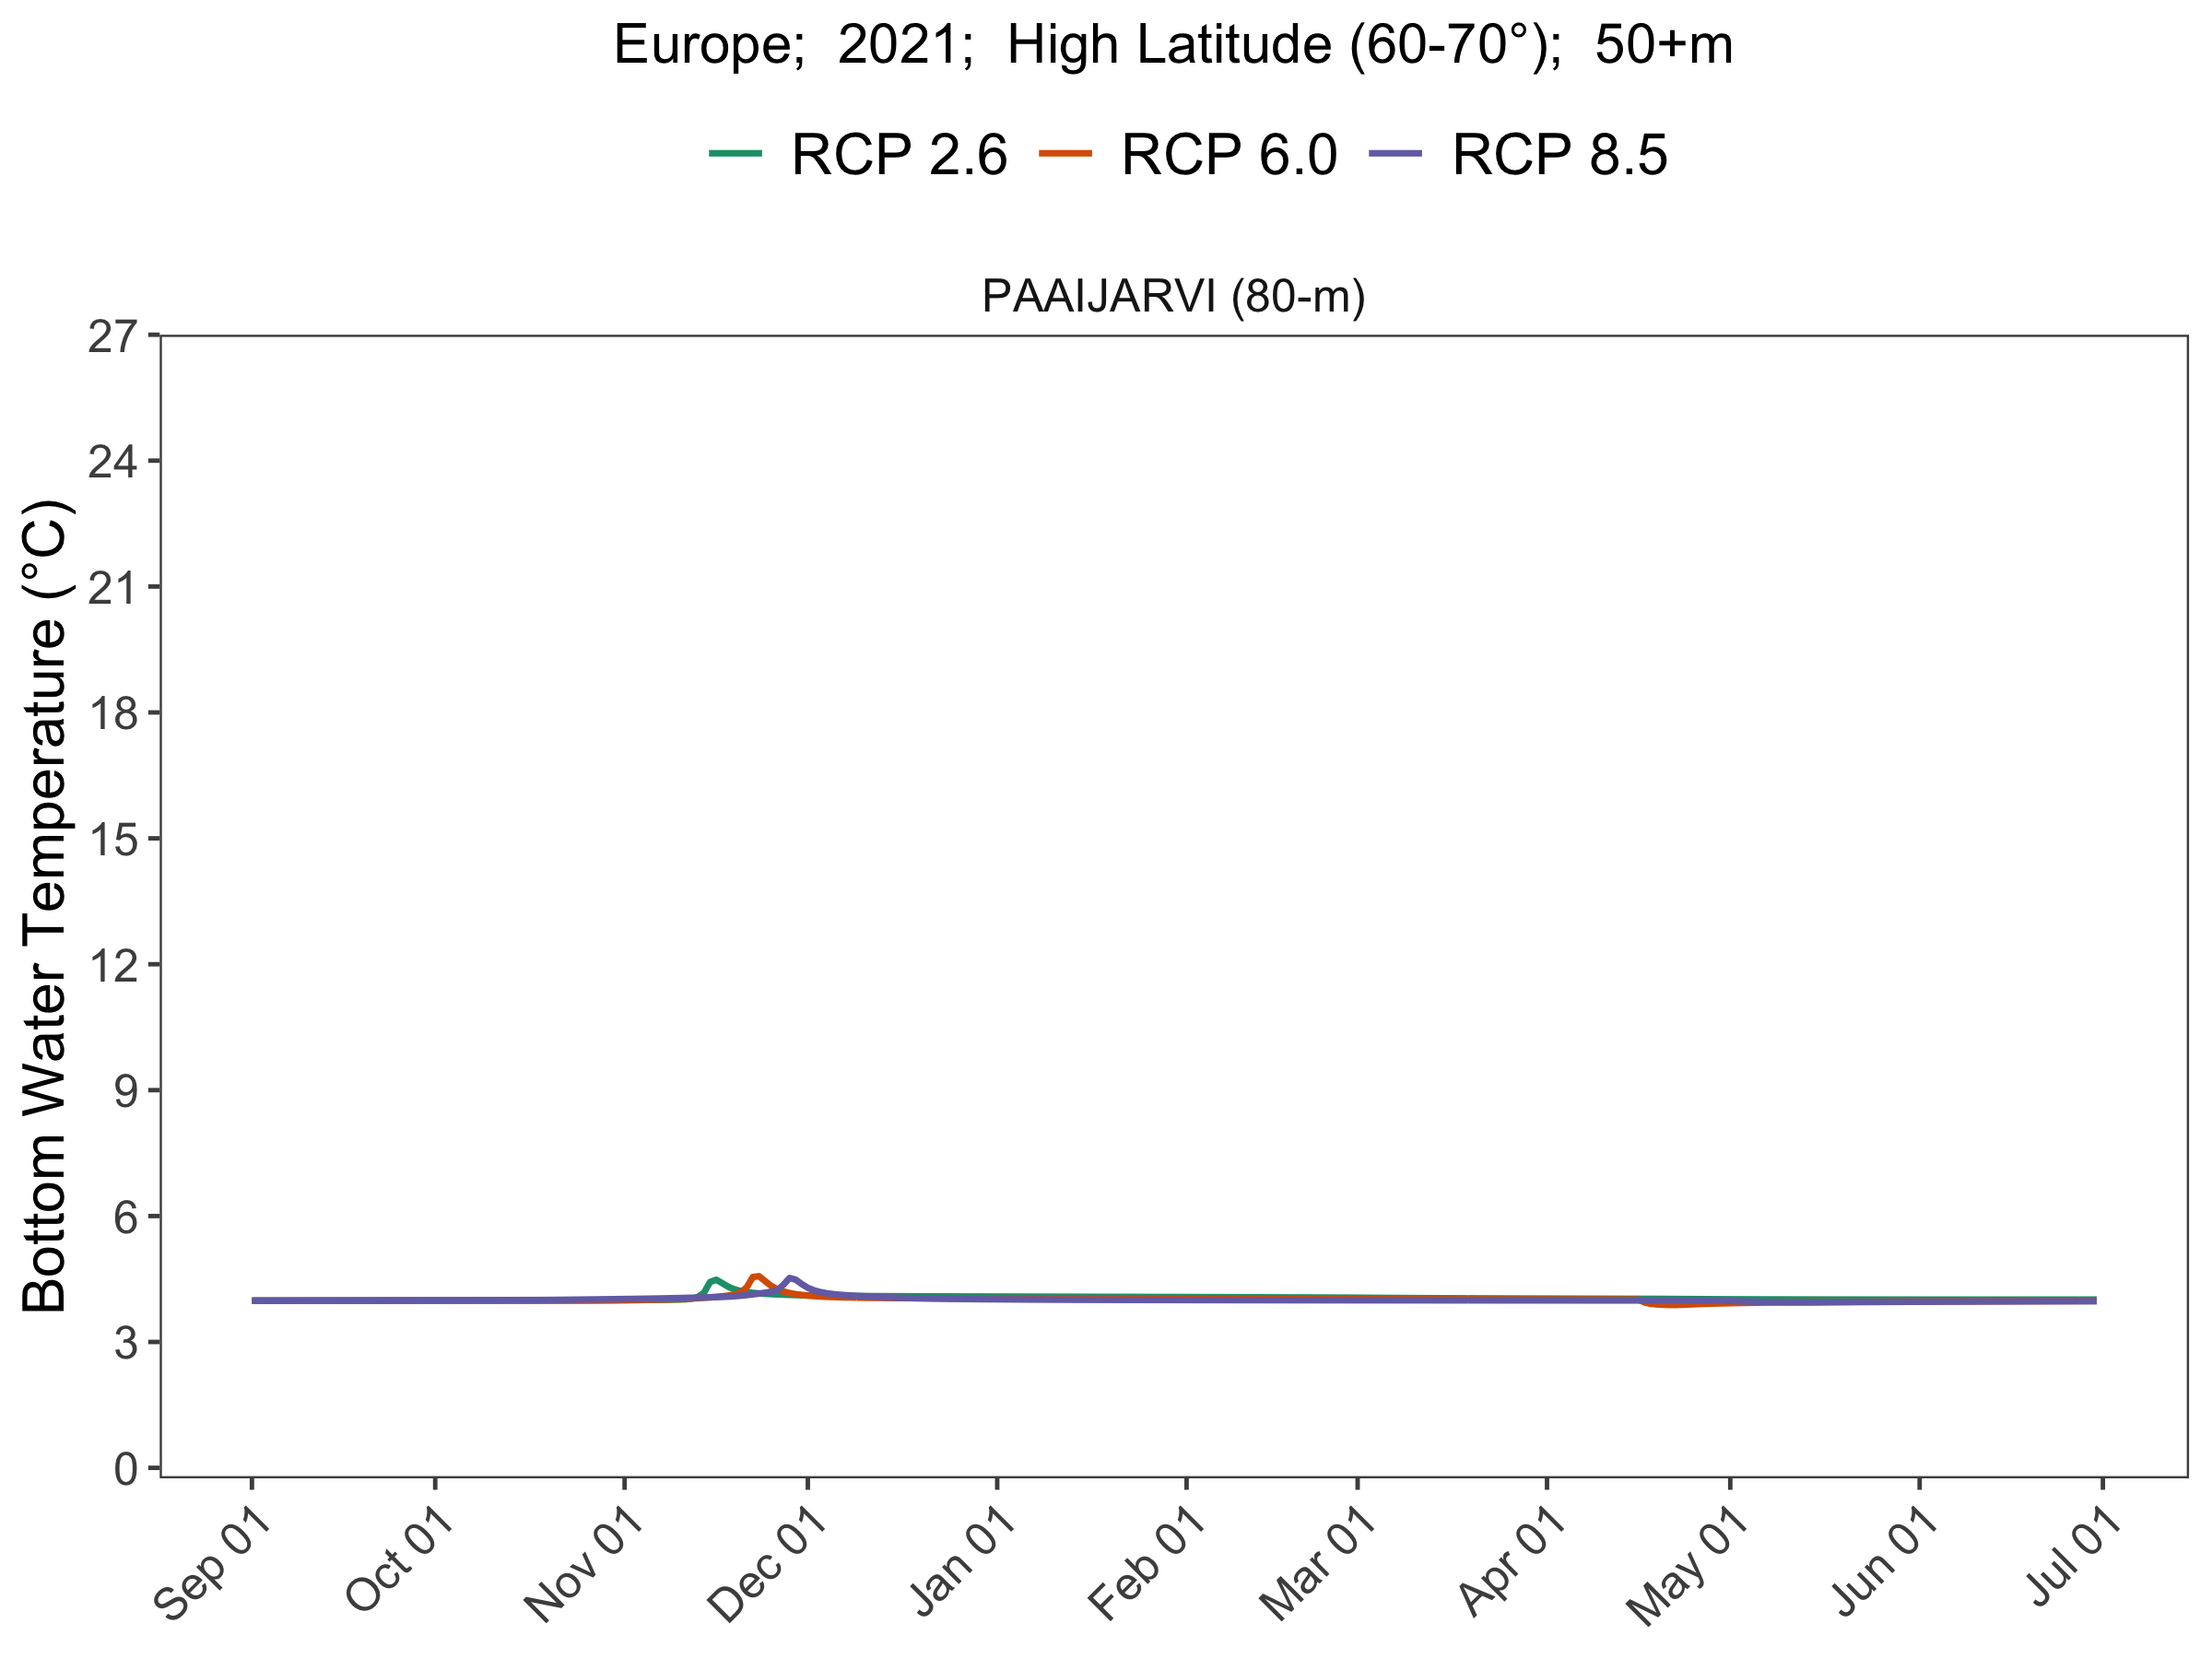 Europe; 2021; High Latitude (60-70°); 50+m
RCP 2.6 RCP 6.0 RCP 8.5
PAAIJARVI (80-m)
Bottom Water Temperature (°C)
27
24
21
18
15
12
9
6
3
0
Sep 01 Oct 01 Nov 01 Dec 01 Jan 01 Feb 01 Mar 01 Apr 01 May 01 Jun 01 Jul 01